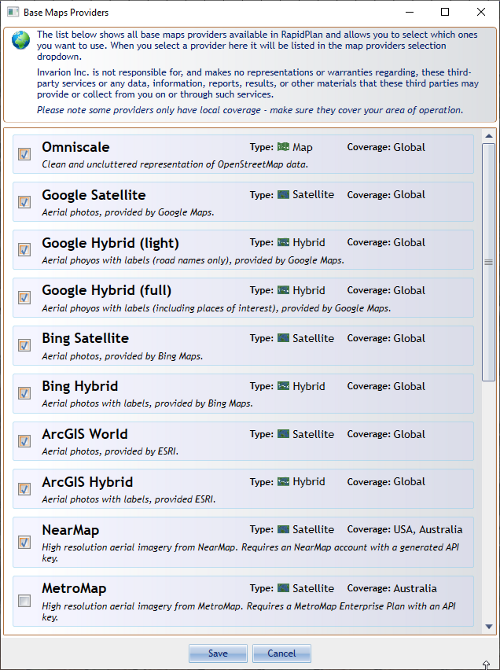 Base Maps Providers
The list below shows all base maps providers available in RapidPlan and allows you to select which ones
you want to use. When you select a provider here it will be listed in the map providers selection
dropdown.
Invarion Inc. is not responsible for, and makes no representations or warranties regarding, these third-
party services or any data, information, reports, results, or other materials that these third parties may
provide or collect from you on or through such services.
Please note some providers only have local coverage - make sure they cover your area of operation.
Omniscale Type: Map Coverage: Global
Clean and uncluttered representation of OpenStreetMap data.
Google Satellite Type: Satellite Coverage: Global
Aerial photos, provided by Google Maps.
Google Hybrid (light) Type: Hybrid Coverage: Global
Aerial phoyos with labels (road names only), provided by Google Maps.
Google Hybrid (full) Type: Hybrid Coverage: Global
Aerial phoyos with labels (including places of interest), provided by Google Maps.
Bing Satellite Type: Satellite Coverage: Global
Aerial photos, provided by Bing Maps.
Bing Hybrid Type: Hybrid Coverage: Global
Aerial photos with labels, provided by Bing Maps.
ArcGIS World Type: Satellite Coverage: Global
Aerial photos, provided by ESRI.
ArcGIS Hybrid Type: Hybrid Coverage: Global
Aerial photos with labels, provided ESRI.
NearMap Type: Satellite Coverage: USA, Australia
High resolution aerial imagery from NearMap. Requires an NearMap account with a generated API
key.
MetroMap Type: Satellite Coverage: Australia
High resolution aerial imagery from MetroMap. Requires a MetroMap Enterprise Plan with an API
key.
Save Cancel